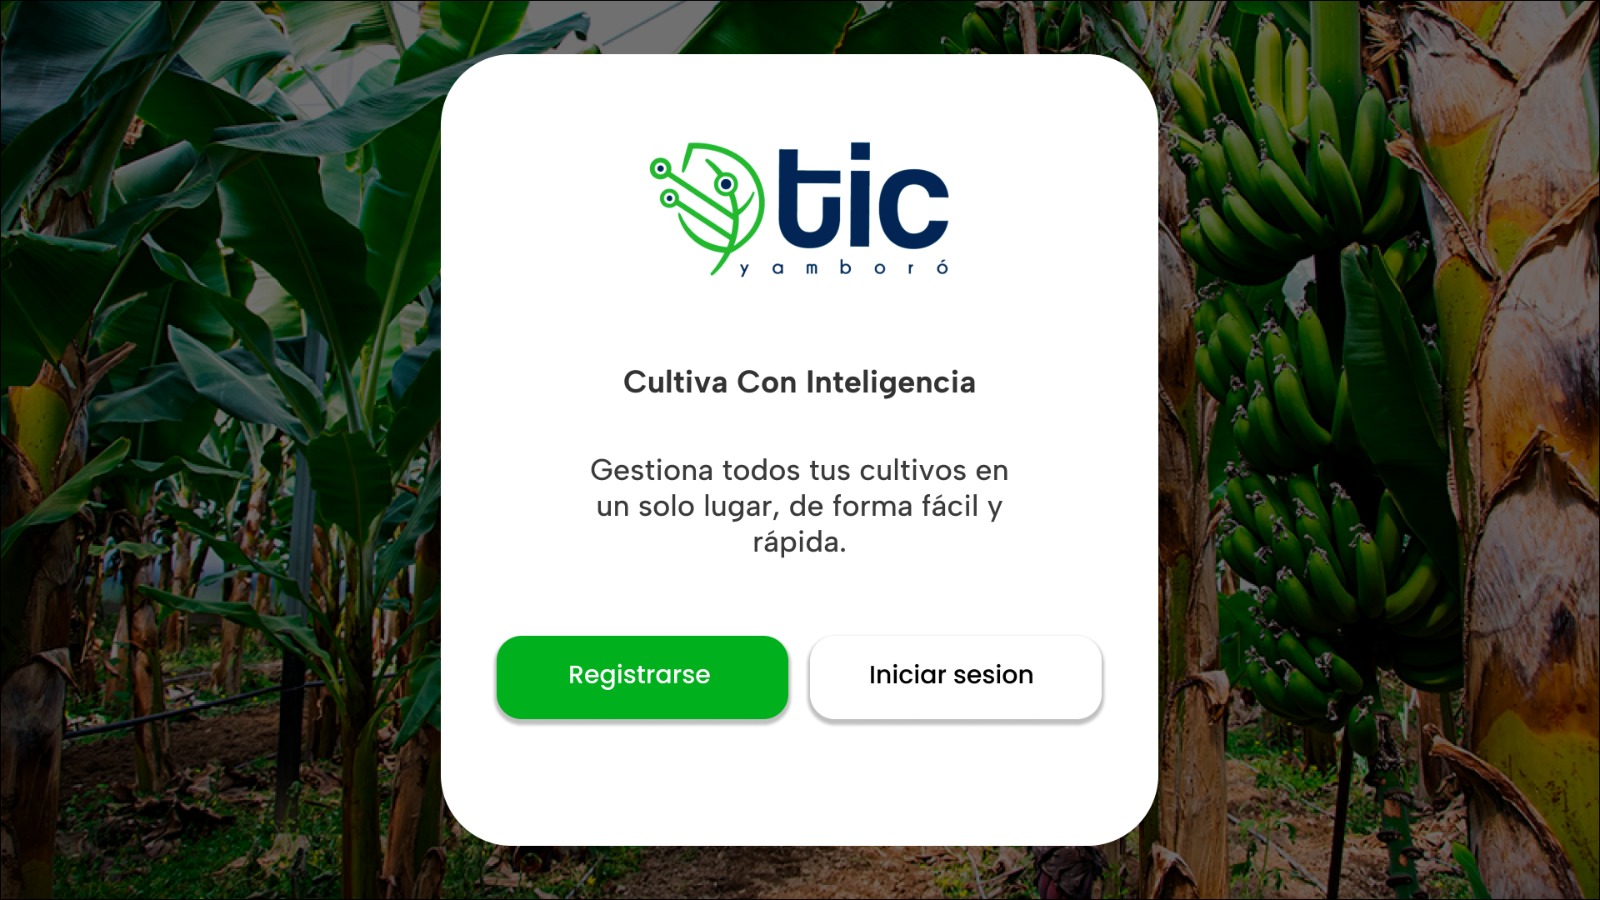 tic
yamboró
Cultiva Con Inteligencia
Gestiona todos tus cultivos en
un solo lugar, de forma fácil y
rápida.
Registrarse
Iniciar sesion